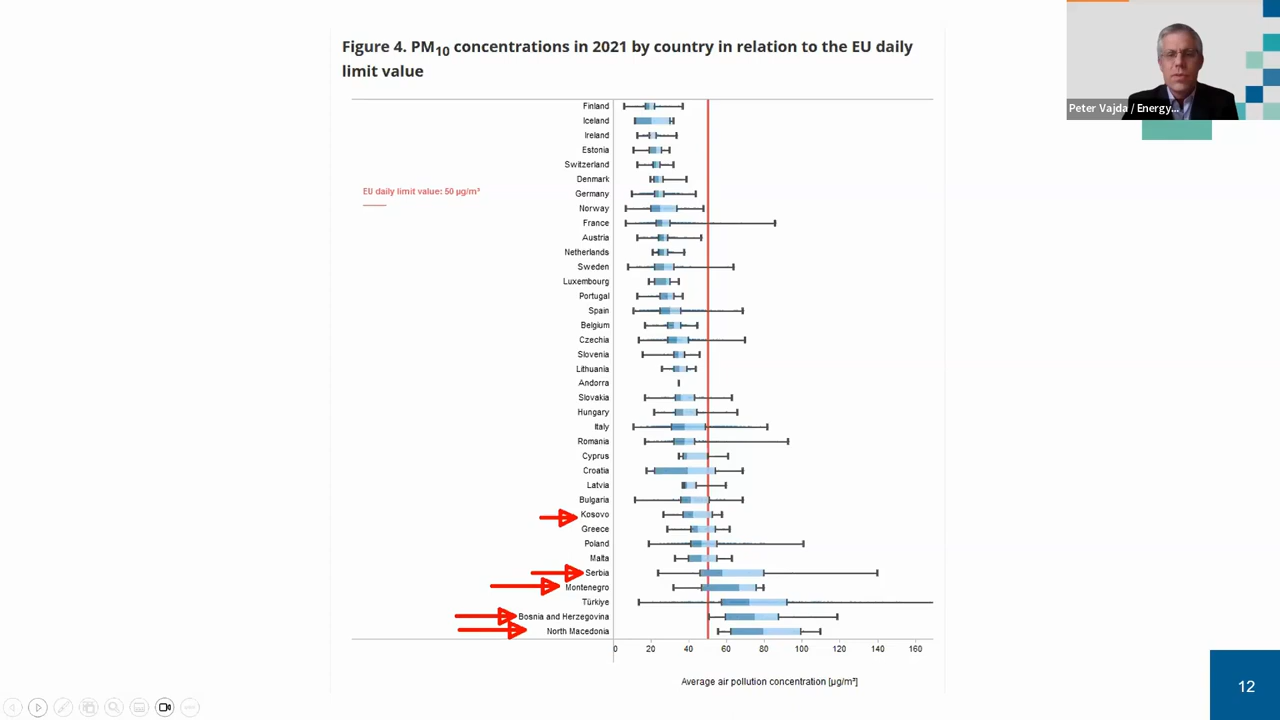 Figure 4. PM10 concentrations in 2021 by country in relation to the EU daily
limit value
Peter Vajda / Energy...
EU daily limit value: 50 µg/m³
Finland
Iceland
Ireland
Estonia
Switzerland
Denmark
Germany
Norway
France
Austria
Netherlands
Sweden
Luxembourg
Portugal
Spain
Belgium
Czechia
Slovenia
Lithuania
Andorra
Slovakia
Hungary
Italy
Romania
Cyprus
Croatia
Latvia
Bulgaria
Kosovo
Greece
Poland
Malta
Serbia
Montenegro
Türkiye
Bosnia and Herzegovina
North Macedonia
0 20 40 60 80 100 120 140 160
Average air pollution concentration [µg/m³]
12